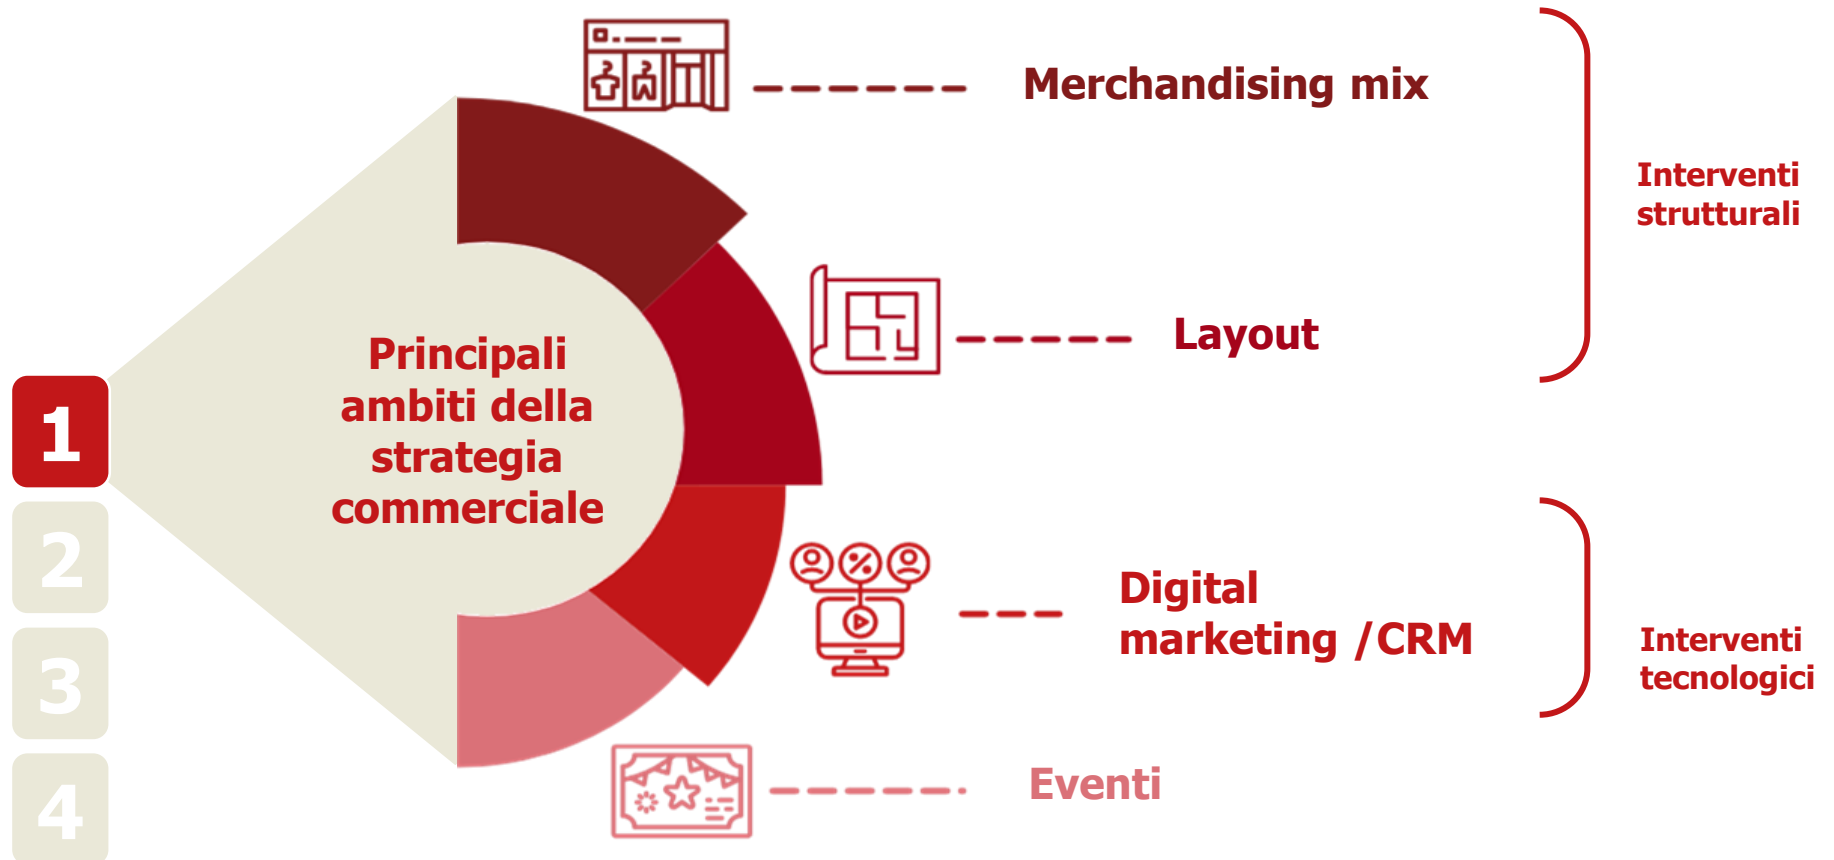 Merchandising mix
Interventi
strutturali
Layout
Principali
ambiti della
strategia
commerciale
1
2
3
4
Digital
marketing /CRM
Interventi
tecnologici
Eventi